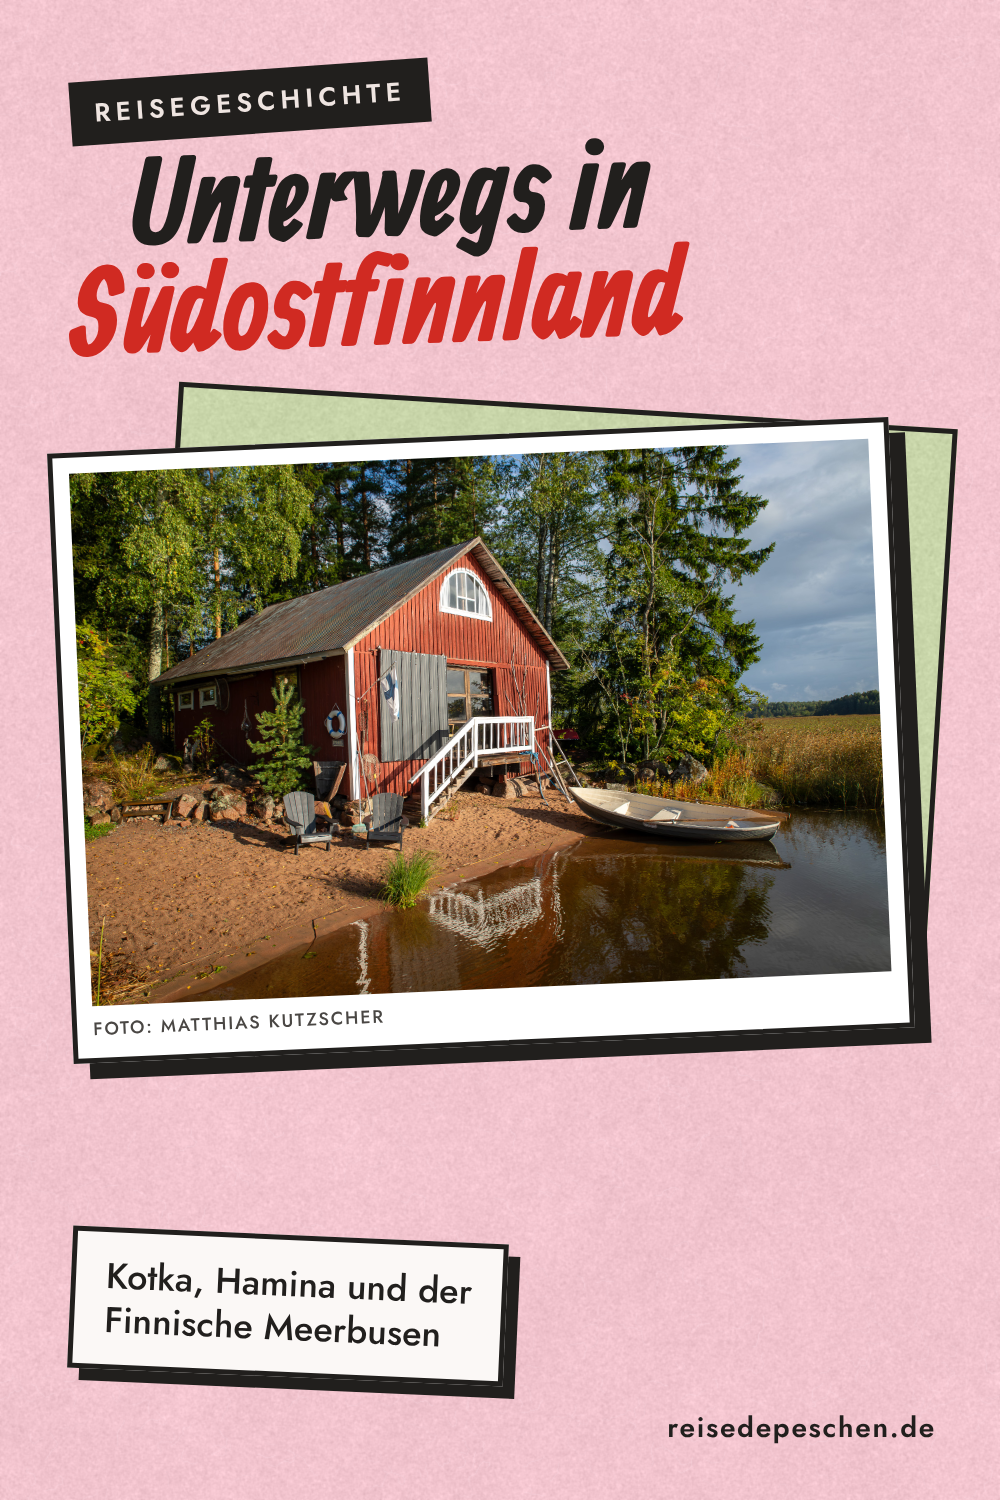 REISEGESCHICHTE
Unterwegs in
Südostfinnland
FOTO: MATTHIAS KUTZSCHER
Kotka, Hamina und der
Finnische Meerbusen
reisedepeschen.de